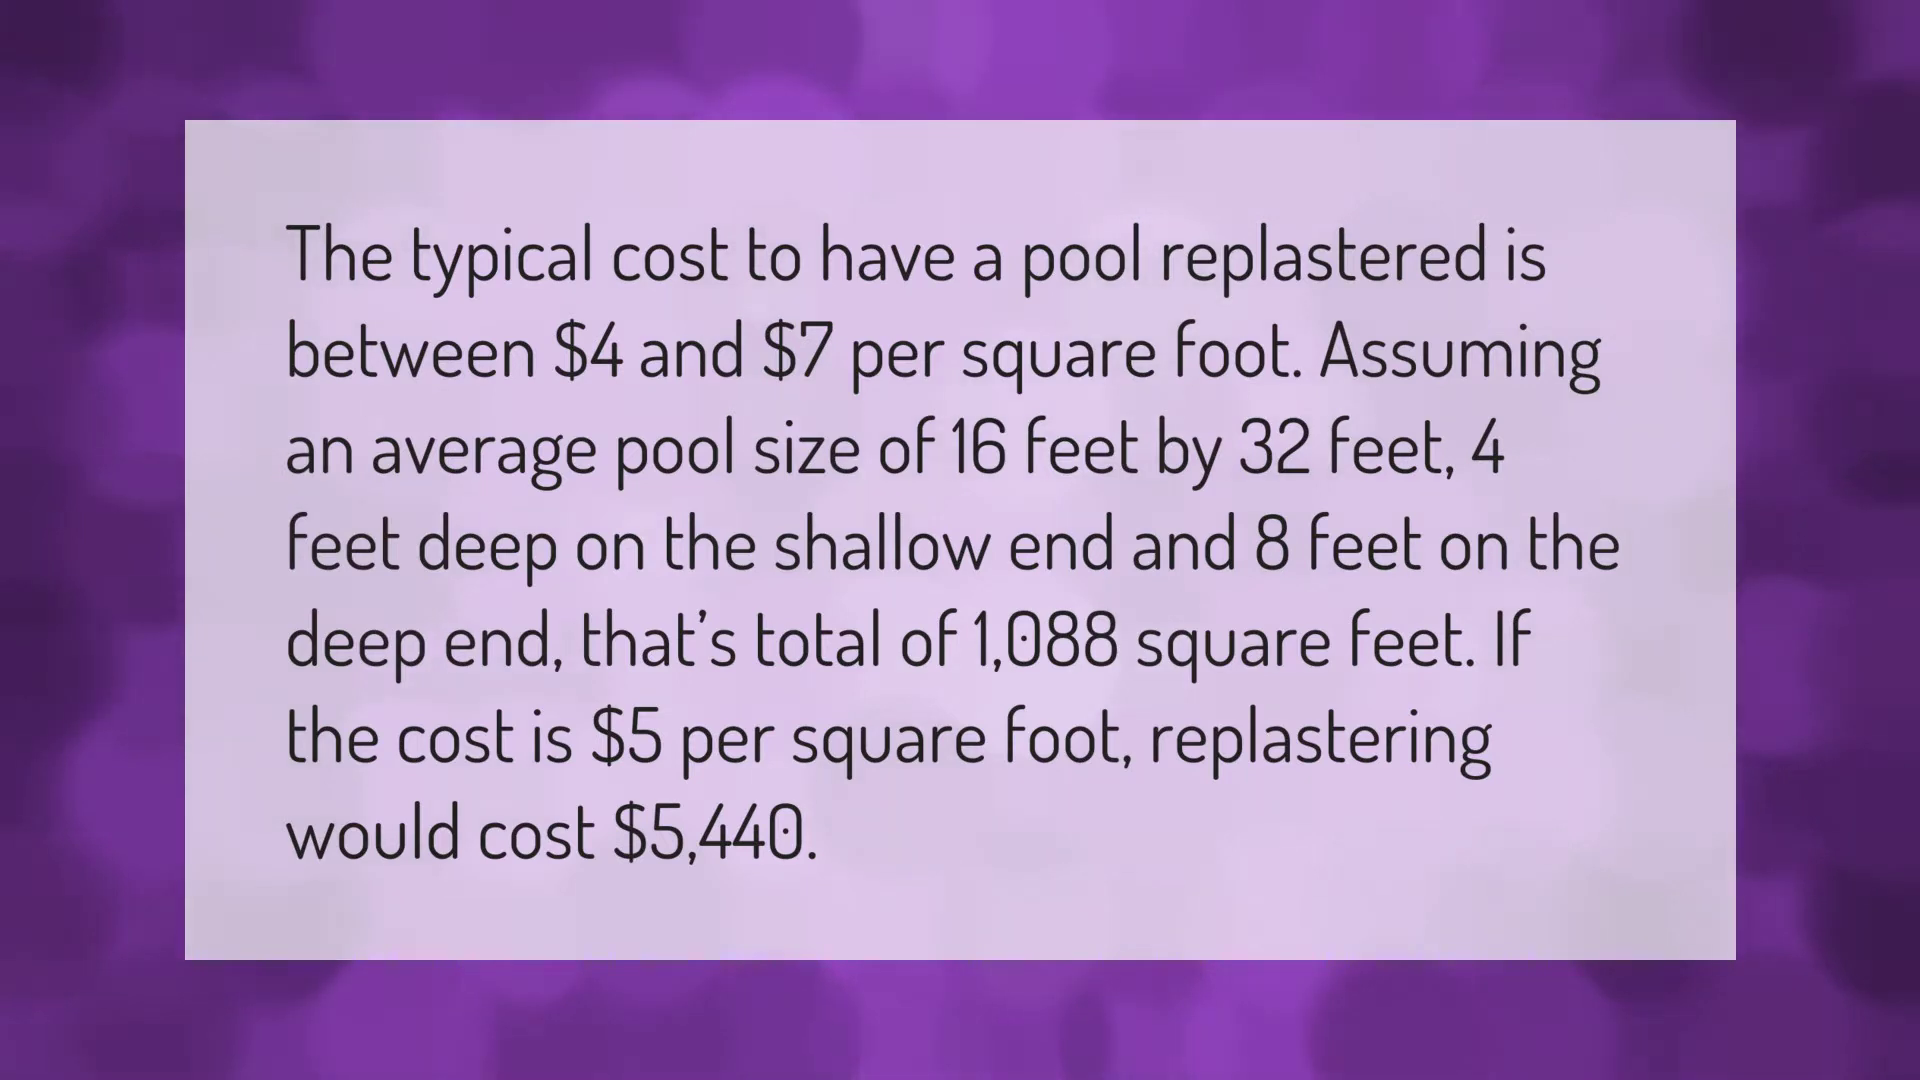 The typical cost to have a pool replastered is
between $4 and $7 per square foot. Assuming
an average pool size of 16 feet by 32 feet, 4
feet deep on the shallow end and 8 feet on the
deep end, that’s total of 1,088 square feet. If
the cost is $5 per square foot, replastering
would cost $5,440.